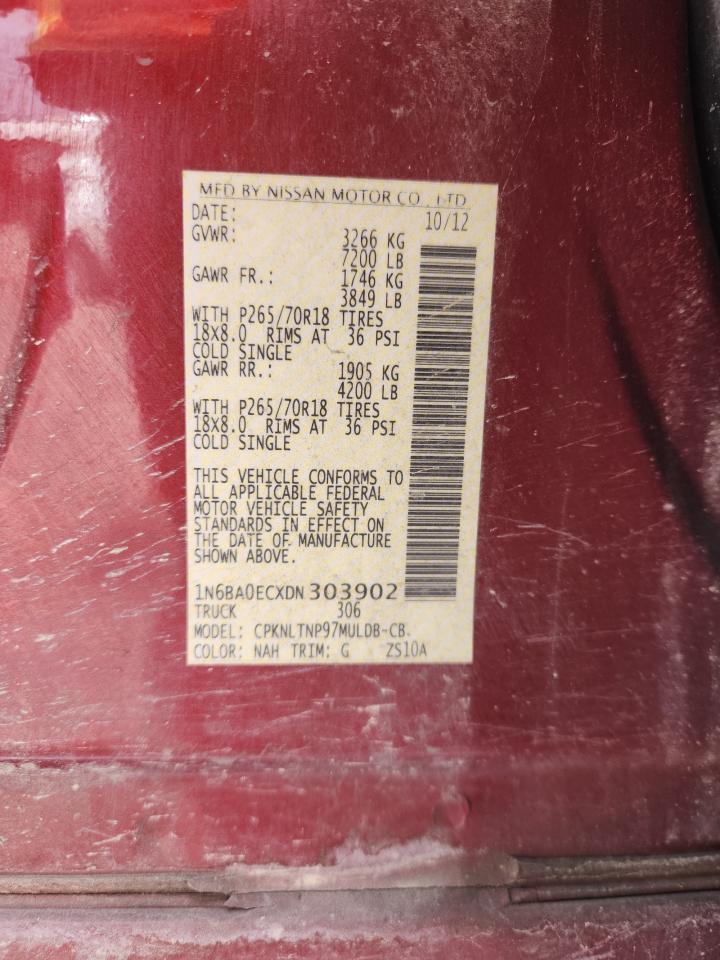 MFD BY NISSAN MOTOR CO., LTD
DATE: 10/12
GVWR: 3266 KG
7200 LB
GAWR FR.: 1746 KG
3849 LB
WITH P265/70R18 TIRES
18X8.0 RIMS AT 36 PSI
COLD SINGLE
GAWR RR.: 1905 KG
4200 LB
WITH P265/70R18 TIRES
18X8.0 RIMS AT 36 PSI
COLD SINGLE
THIS VEHICLE CONFORMS TO
ALL APPLICABLE FEDERAL
MOTOR VEHICLE SAFETY
STANDARDS IN EFFECT ON
THE DATE OF MANUFACTURE
SHOWN ABOVE.
1N6BA0ECXDN303902
TRUCK 306
MODEL: CPKNLTNP97MULDB-CB.
COLOR: NAH TRIM: G ZS10A